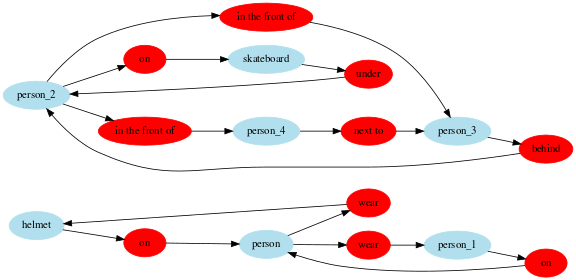 in the front of
on
skateboard
under
person_2
in the front of
person_4
next to
person_3
behind
wear
helmet
on
person
wear
person_1
on